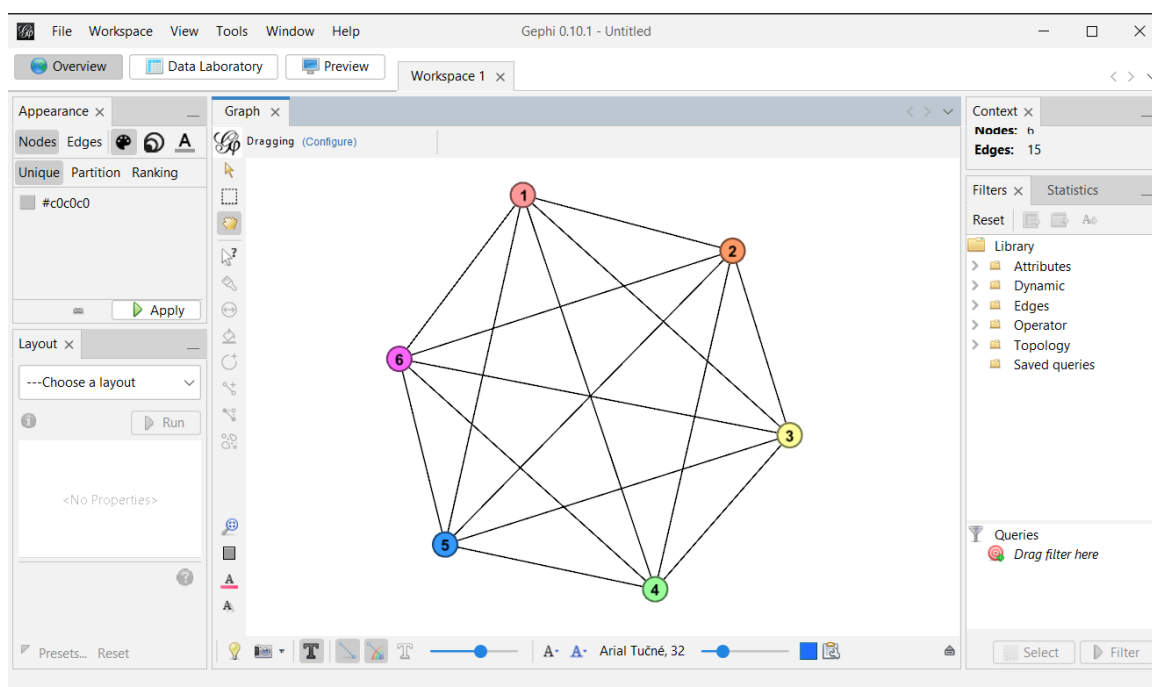 File Workspace View Tools Window Help Gephi 0.10.1 - Untitled
Overview Data Laboratory Preview Workspace 1
Appearance
Nodes Edges A
Unique Partition Ranking
#c0c0c0
Apply
Layout
---Choose a layout
Run
<No Properties>
Presets... Reset
Graph
Dragging (Configure)
1
2
6
3
5
4
T T A A Arial Tučné, 32
Context
Nodes: 6
Edges: 15
Filters Statistics
Reset
Library
Attributes
Dynamic
Edges
Operator
Topology
Saved queries
Queries
Drag filter here
Select Filter